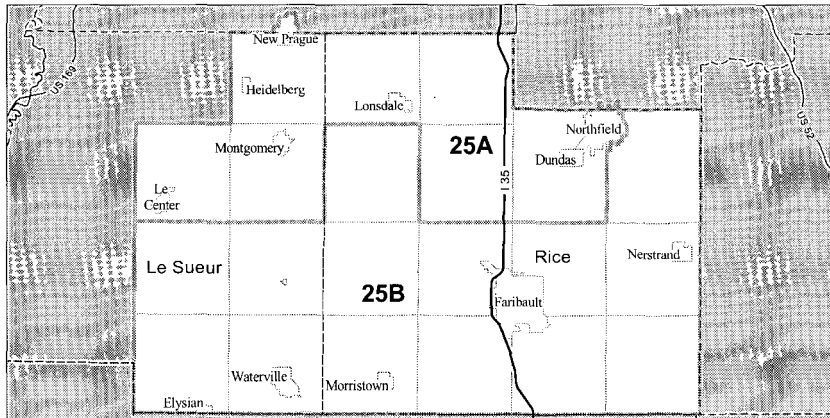 New Prague
US 169
Heidelberg
Lonsdale
US 52
Northfield
Montgomery
25A
Dundas
I 35
Le
Center
Le Sueur
Rice
Nerstrand
25B
Faribault
Waterville
Morristown
Elysian